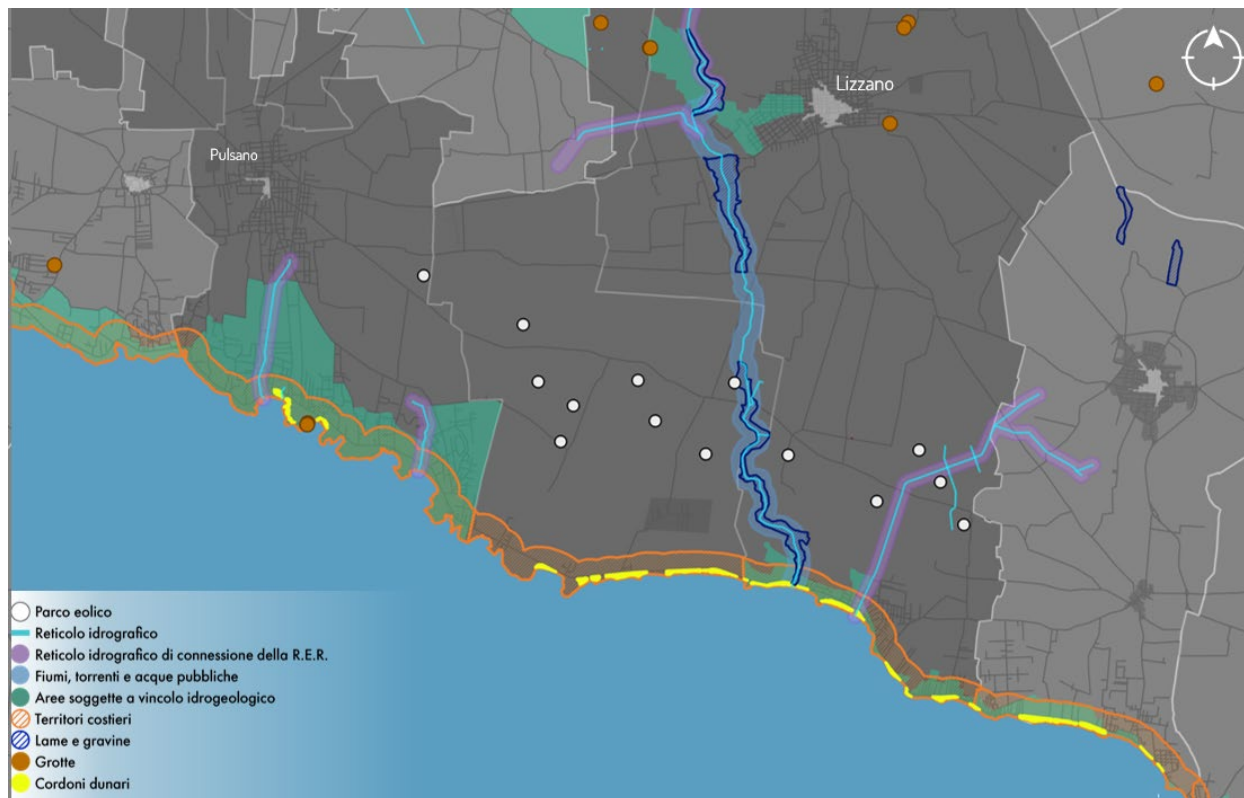 Lizzano
Pulsano
Parco eolico
Reticolo idrografico
Reticolo idrografico di connessione della R.E.R.
Fiumi, torrenti e acque pubbliche
Aree soggette a vincolo idrogeologico
Territori costieri
Lame e gravine
Grotte
Cordoni dunari